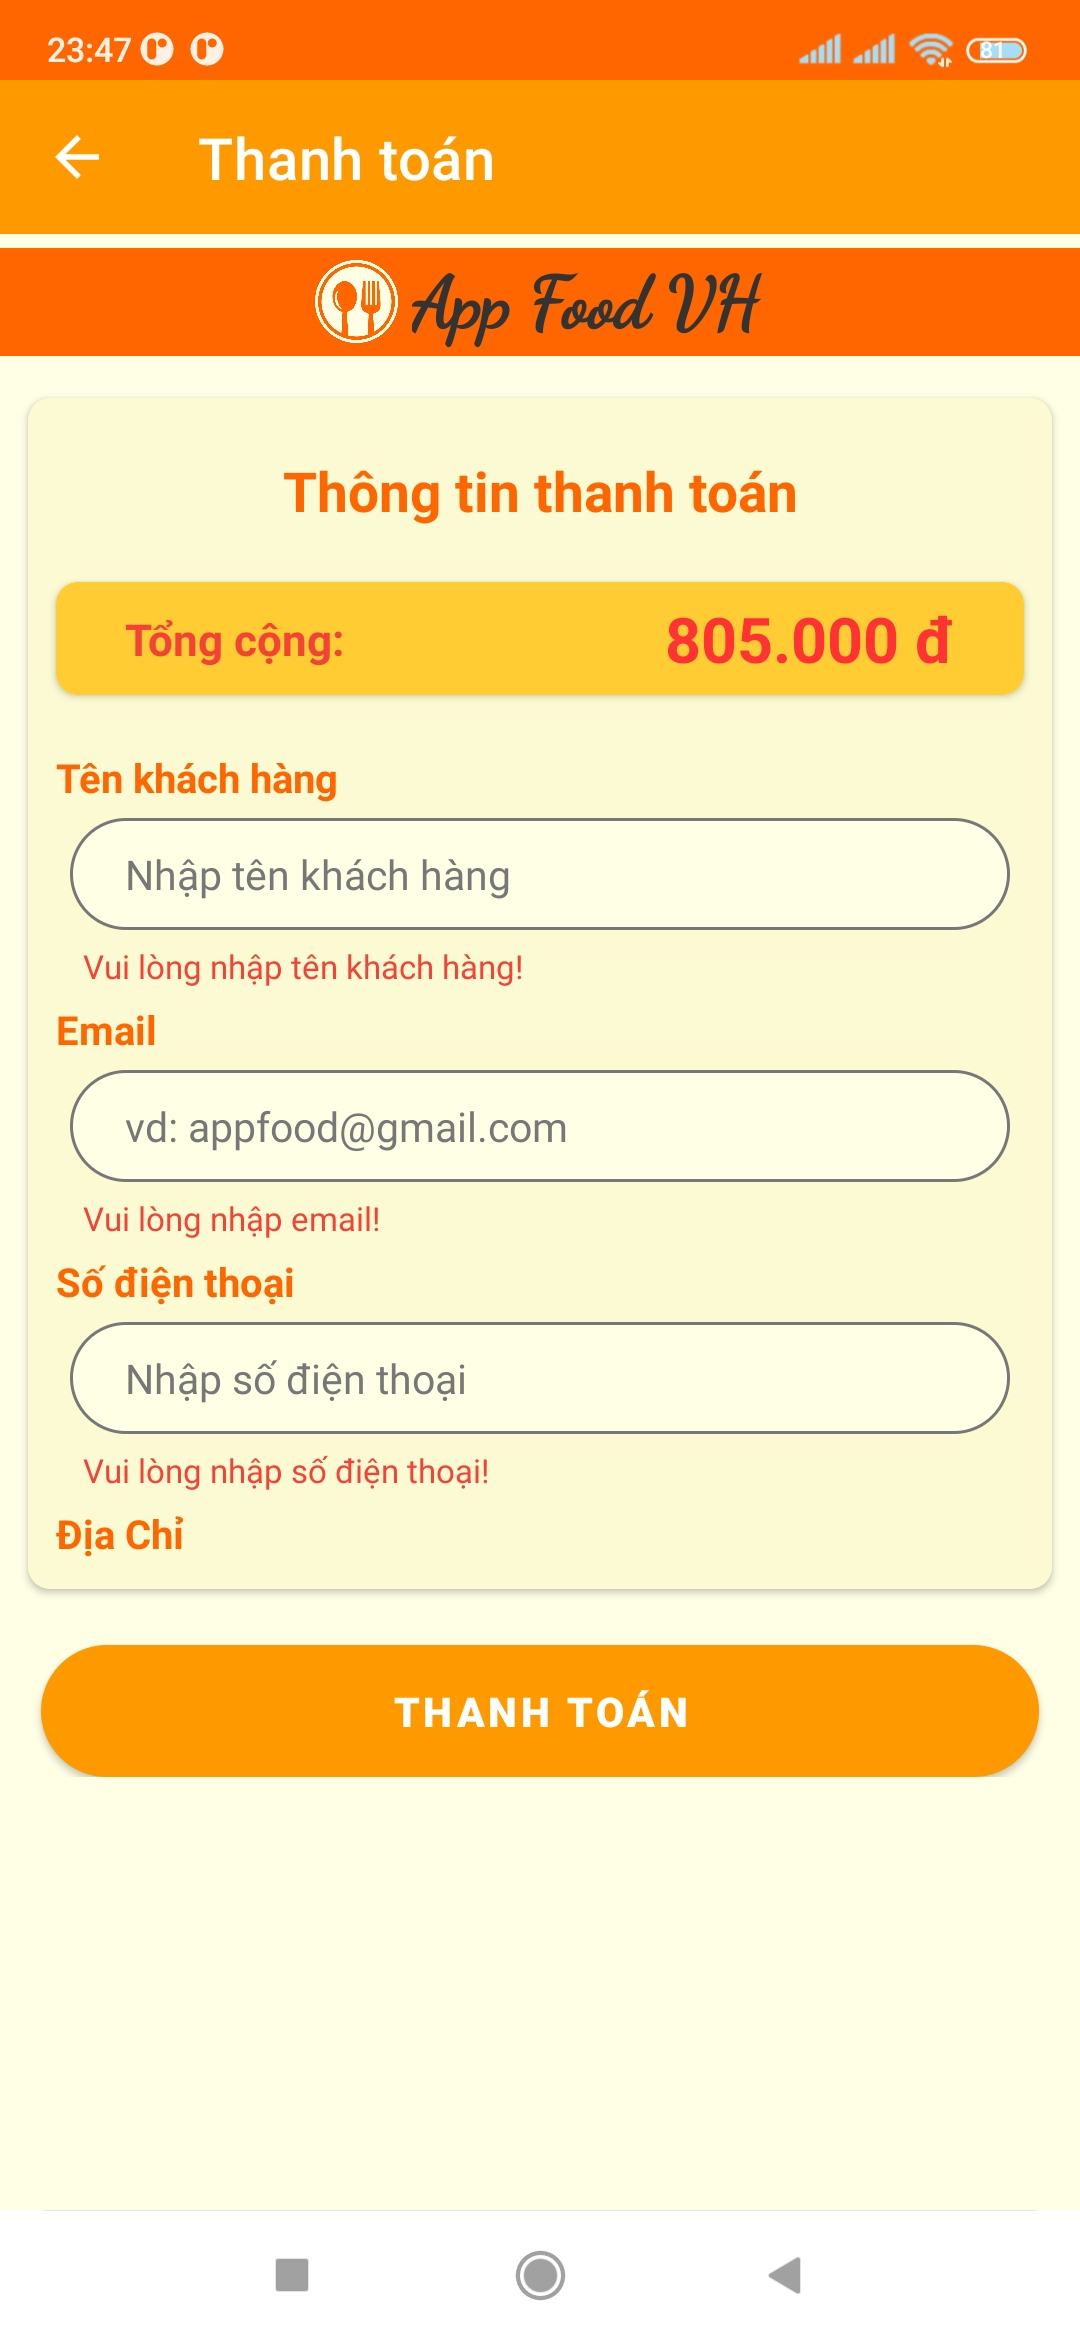 23:47
81
Thanh toán
App Food VH
Thông tin thanh toán
Tổng cộng: 805.000 đ
Tên khách hàng
Nhập tên khách hàng
Vui lòng nhập tên khách hàng!
Email
vd: appfood@gmail.com
Vui lòng nhập email!
Số điện thoại
Nhập số điện thoại
Vui lòng nhập số điện thoại!
Địa Chỉ
THANH TOÁN